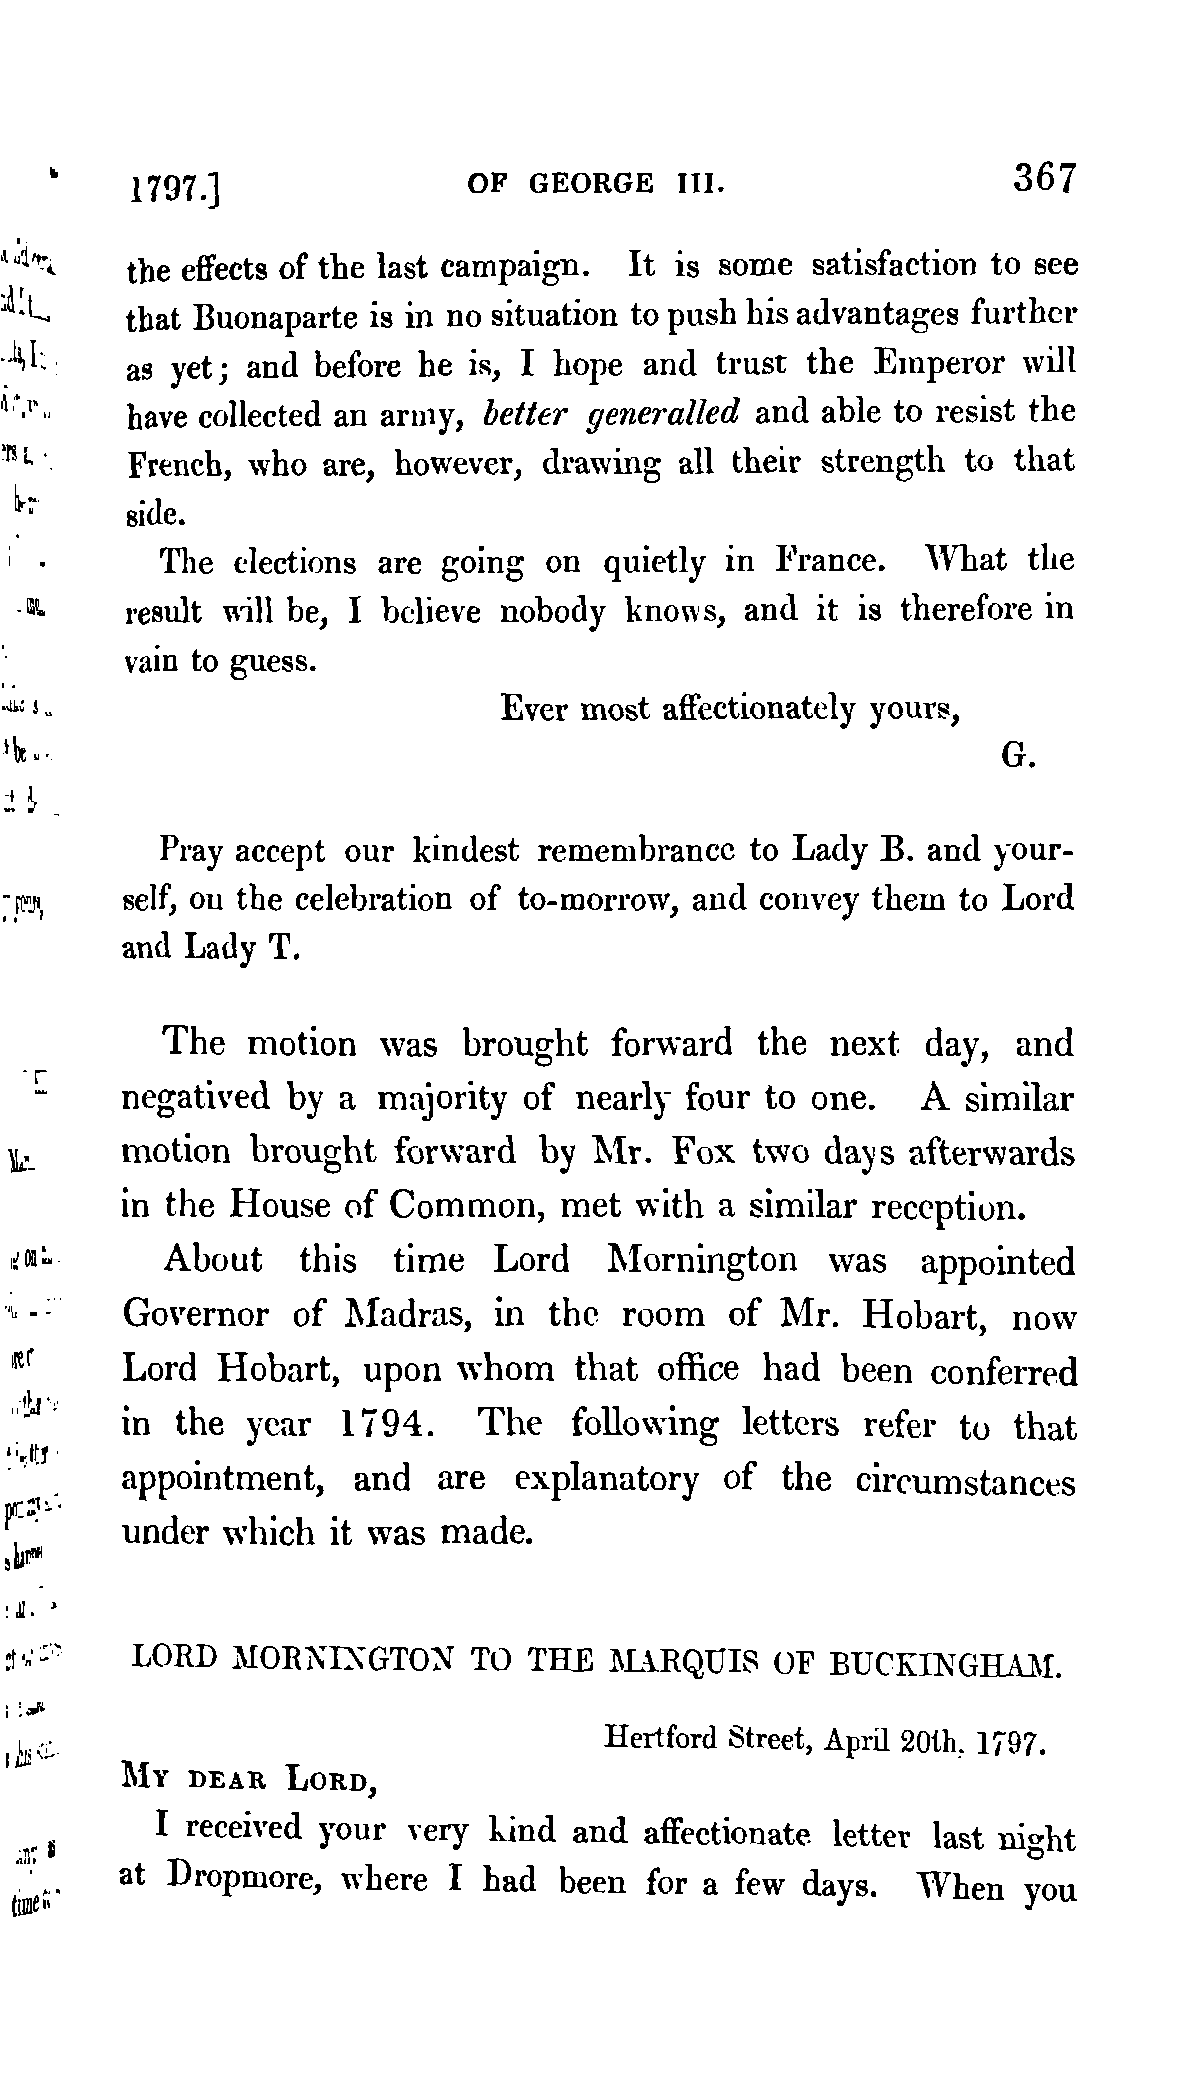 1797.] OF GEORGE III. 367
the effects of the last campaign. It is some satisfaction to see
that Buonaparte is in no situation to push his advantages further
as yet; and before he is, I hope and trust the Emperor will
have collected an army, better generalled and able to resist the
French, who are, however, drawing all their strength to that
side.
The elections are going on quietly in France. What the
result will be, I believe nobody knows, and it is therefore in
vain to guess.
Ever most affectionately yours,
G.
Pray accept our kindest remembrance to Lady B. and your-
self, on the celebration of to-morrow, and convey them to Lord
and Lady T.
The motion was brought forward the next day, and
negatived by a majority of nearly four to one. A similar
motion brought forward by Mr. Fox two days afterwards
in the House of Common, met with a similar reception.
About this time Lord Mornington was appointed
Governor of Madras, in the room of Mr. Hobart, now
Lord Hobart, upon whom that office had been conferred
in the year 1794. The following letters refer to that
appointment, and are explanatory of the circumstances
under which it was made.
LORD MORNINGTON TO THE MARQUIS OF BUCKINGHAM.
Hertford Street, April 20th, 1797.
MY DEAR LORD,
I received your very kind and affectionate letter last night
at Dropmore, where I had been for a few days. When you